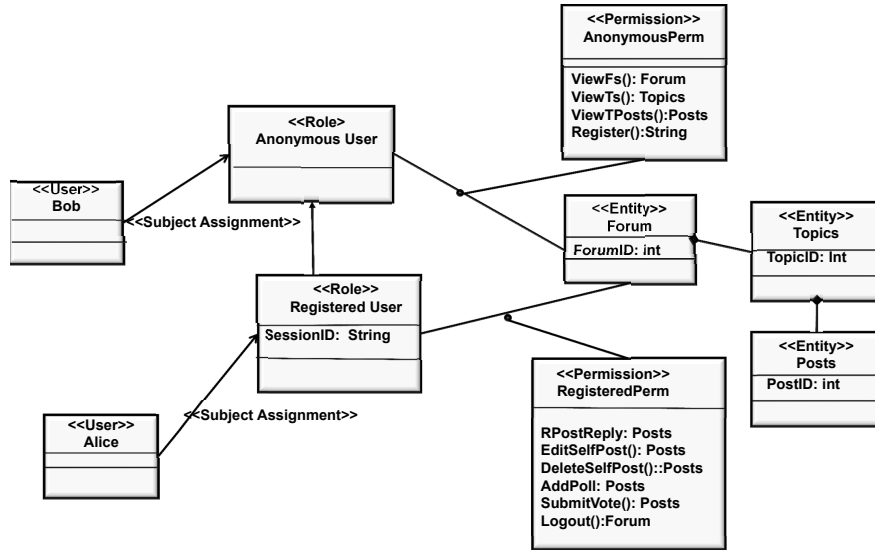 <<Permission>>
AnonymousPerm
ViewFs(): Forum
ViewTs(): Topics
ViewTPosts():Posts
Register():String
<<Role>
Anonymous User
<<User>>
Bob
<<Subject Assignment>>
<<Entity>>
Forum
ForumID: int
<<Entity>>
Topics
TopicID: Int
<<Role>>
Registered User
SessionID: String
<<Entity>>
Posts
PostID: int
<<Permission>>
RegisteredPerm
RPostReply: Posts
EditSelfPost(): Posts
DeleteSelfPost()::Posts
AddPoll: Posts
SubmitVote(): Posts
Logout():Forum
<<Subject Assignment>>
<<User>>
Alice